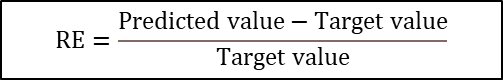 RE = (Predicted value − Target value) / Target value